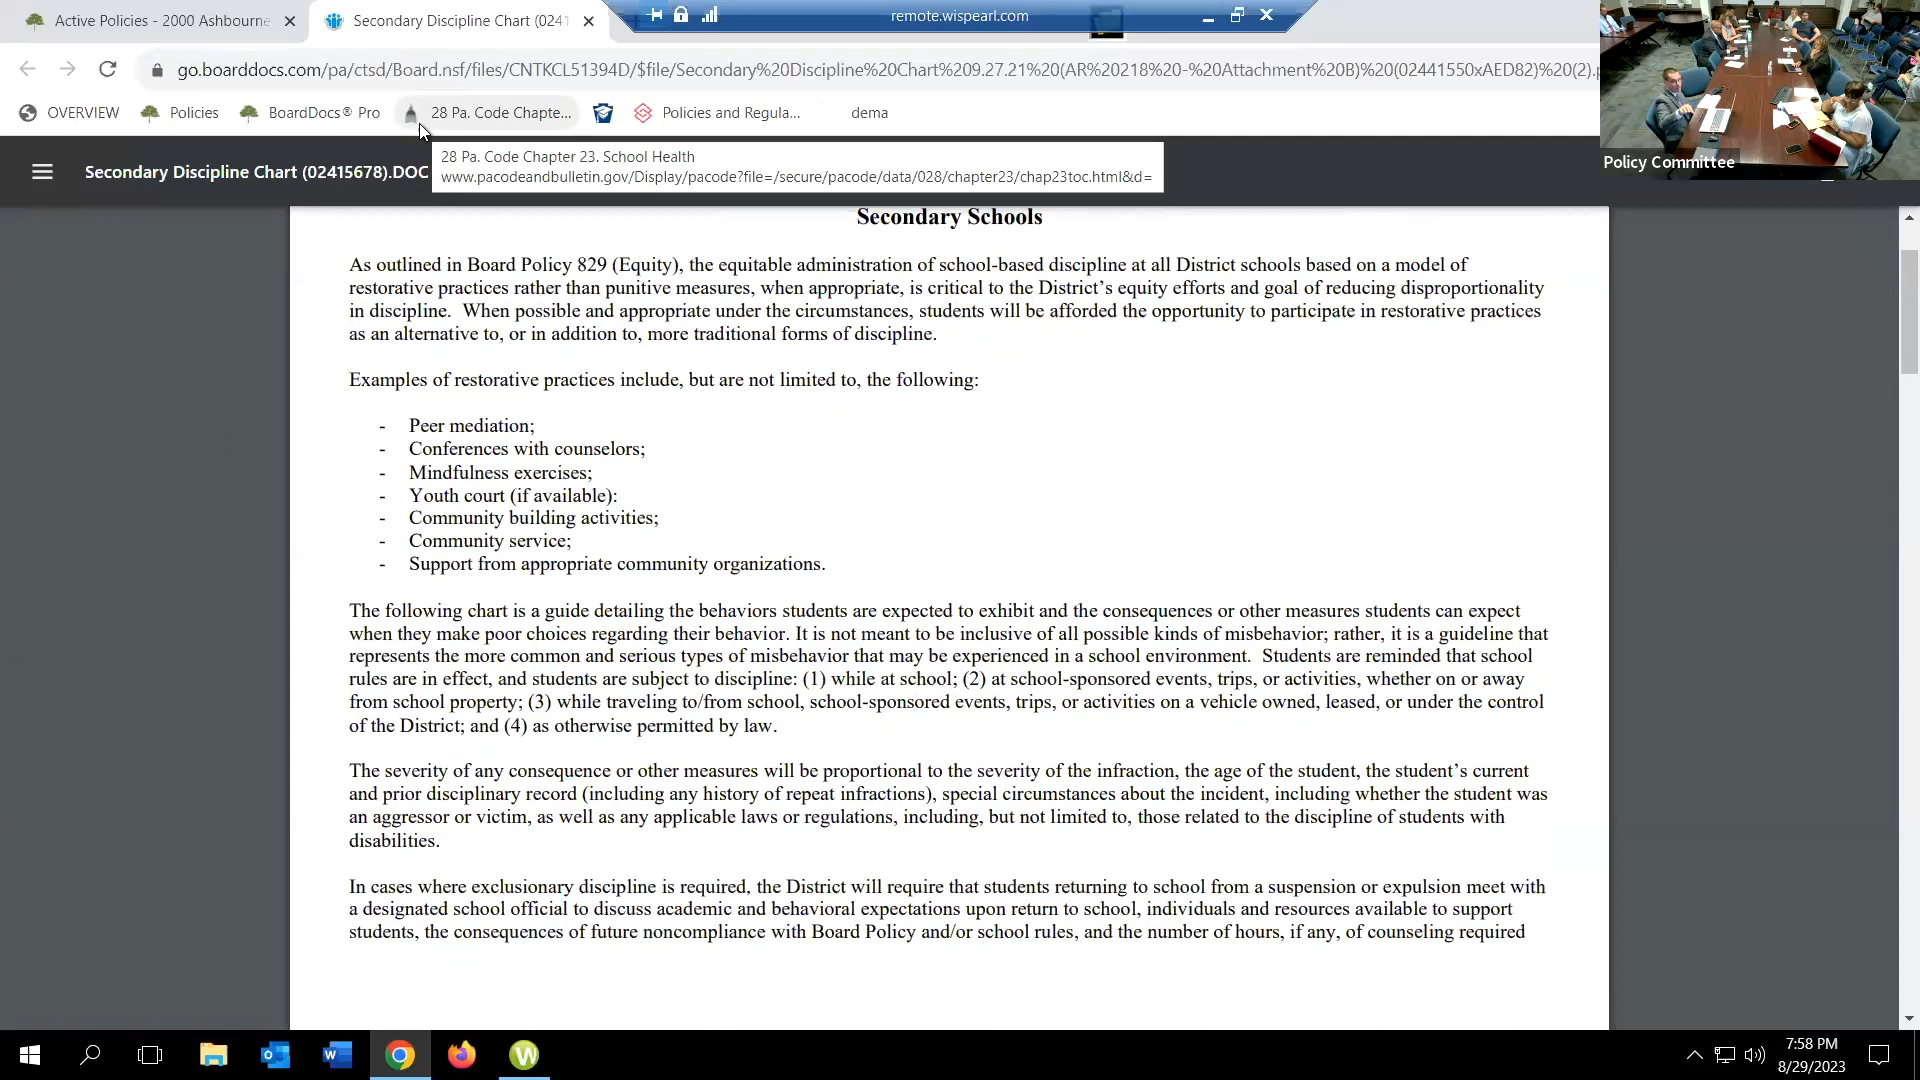 Active Policies - 2000 Ashbourne
Secondary Discipline Chart (0241
remote.wispearl.com
go.boarddocs.com/pa/ctsd/Board.nsf/files/CNTKCL51394D/$file/Secondary%20Discipline%20Chart%209.27.21%20(AR%20218%20-%20Attachment%20B)%20(02441550xAED82)%20(2).p
OVERVIEW
Policies
BoardDocs® Pro
28 Pa. Code Chapte...
Policies and Regula...
dema
28 Pa. Code Chapter 23. School Health
www.pacodeandbulletin.gov/Display/pacode?file=/secure/pacode/data/028/chapter23/chap23toc.html&d=
Policy Committee
Secondary Discipline Chart (02415678).DOC
Secondary Schools
As outlined in Board Policy 829 (Equity), the equitable administration of school-based discipline at all District schools based on a model of
restorative practices rather than punitive measures, when appropriate, is critical to the District's equity efforts and goal of reducing disproportionality
in discipline.  When possible and appropriate under the circumstances, students will be afforded the opportunity to participate in restorative practices
as an alternative to, or in addition to, more traditional forms of discipline.
Examples of restorative practices include, but are not limited to, the following:
- Peer mediation;
- Conferences with counselors;
- Mindfulness exercises;
- Youth court (if available):
- Community building activities;
- Community service;
- Support from appropriate community organizations.
The following chart is a guide detailing the behaviors students are expected to exhibit and the consequences or other measures students can expect
when they make poor choices regarding their behavior. It is not meant to be inclusive of all possible kinds of misbehavior; rather, it is a guideline that
represents the more common and serious types of misbehavior that may be experienced in a school environment.  Students are reminded that school
rules are in effect, and students are subject to discipline: (1) while at school; (2) at school-sponsored events, trips, or activities, whether on or away
from school property; (3) while traveling to/from school, school-sponsored events, trips, or activities on a vehicle owned, leased, or under the control
of the District; and (4) as otherwise permitted by law.
The severity of any consequence or other measures will be proportional to the severity of the infraction, the age of the student, the student's current
and prior disciplinary record (including any history of repeat infractions), special circumstances about the incident, including whether the student was
an aggressor or victim, as well as any applicable laws or regulations, including, but not limited to, those related to the discipline of students with
disabilities.
In cases where exclusionary discipline is required, the District will require that students returning to school from a suspension or expulsion meet with
a designated school official to discuss academic and behavioral expectations upon return to school, individuals and resources available to support
students, the consequences of future noncompliance with Board Policy and/or school rules, and the number of hours, if any, of counseling required
7:58 PM
8/29/2023